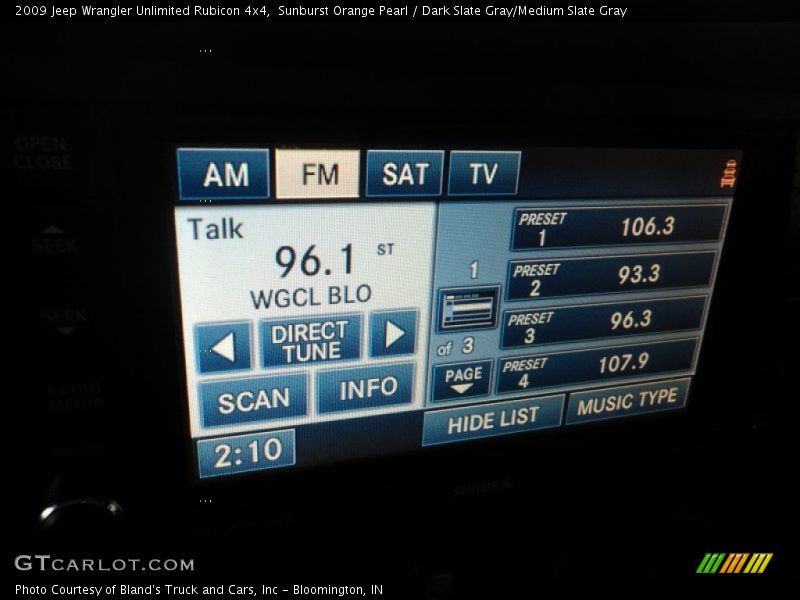 2009 Jeep Wrangler Unlimited Rubicon 4x4,  Sunburst Orange Pearl / Dark Slate Gray/Medium Slate Gray
...
OPEN
CLOSE
AM FM SAT TV
...
Talk
96.1 ST
WGCL BLO
DIRECT
TUNE
SCAN INFO
2:10
1
of 3
PAGE
PRESET
1 106.3
PRESET
2 93.3
PRESET
3 96.3
PRESET
4 107.9
HIDE LIST MUSIC TYPE
SEEK
SEEK
RADIO
MEDIA
SIRIUS
...
GTCARLOT.COM
Photo Courtesy of Bland's Truck and Cars, Inc - Bloomington, IN